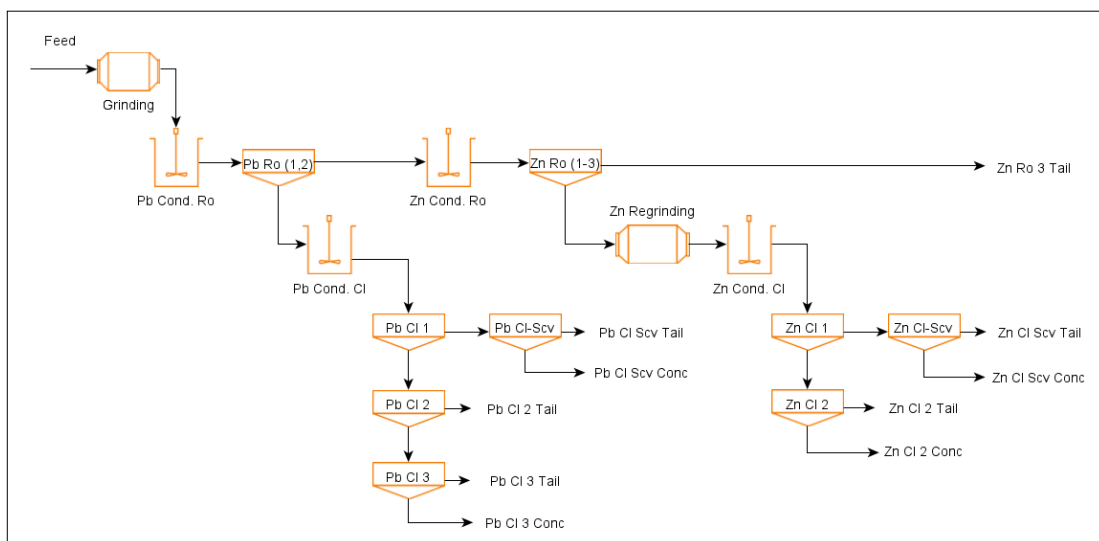 Feed
Grinding
Pb Cond. Ro
Pb Ro (1,2)
Zn Cond. Ro
Zn Ro (1-3)
Zn Ro 3 Tail
Zn Regrinding
Pb Cond. Cl
Zn Cond. Cl
Pb Cl 1
Pb Cl-Scv
Pb Cl Scv Tail
Pb Cl Scv Conc
Pb Cl 2
Pb Cl 2 Tail
Pb Cl 3
Pb Cl 3 Tail
Pb Cl 3 Conc
Zn Cl 1
Zn Cl-Scv
Zn Cl Scv Tail
Zn Cl Scv Conc
Zn Cl 2
Zn Cl 2 Tail
Zn Cl 2 Conc